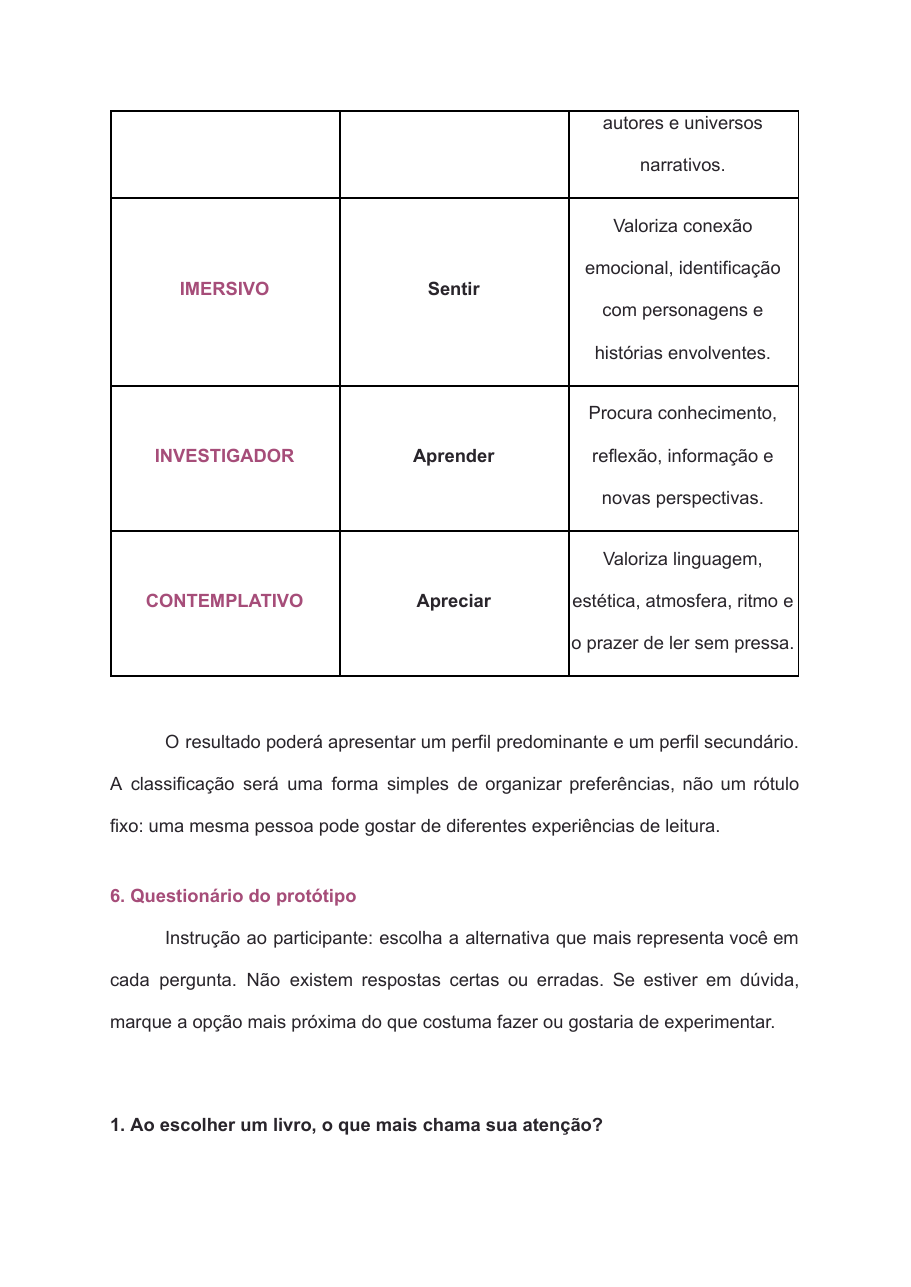 autores e universos
narrativos.
IMERSIVO
Sentir
Valoriza conexão
emocional, identificação
com personagens e
histórias envolventes.
INVESTIGADOR
Aprender
Procura conhecimento,
reflexão, informação e
novas perspectivas.
CONTEMPLATIVO
Apreciar
Valoriza linguagem,
estética, atmosfera, ritmo e
o prazer de ler sem pressa.
O resultado poderá apresentar um perfil predominante e um perfil secundário.
A classificação será uma forma simples de organizar preferências, não um rótulo
fixo: uma mesma pessoa pode gostar de diferentes experiências de leitura.
6. Questionário do protótipo
Instrução ao participante: escolha a alternativa que mais representa você em
cada pergunta. Não existem respostas certas ou erradas. Se estiver em dúvida,
marque a opção mais próxima do que costuma fazer ou gostaria de experimentar.
1. Ao escolher um livro, o que mais chama sua atenção?